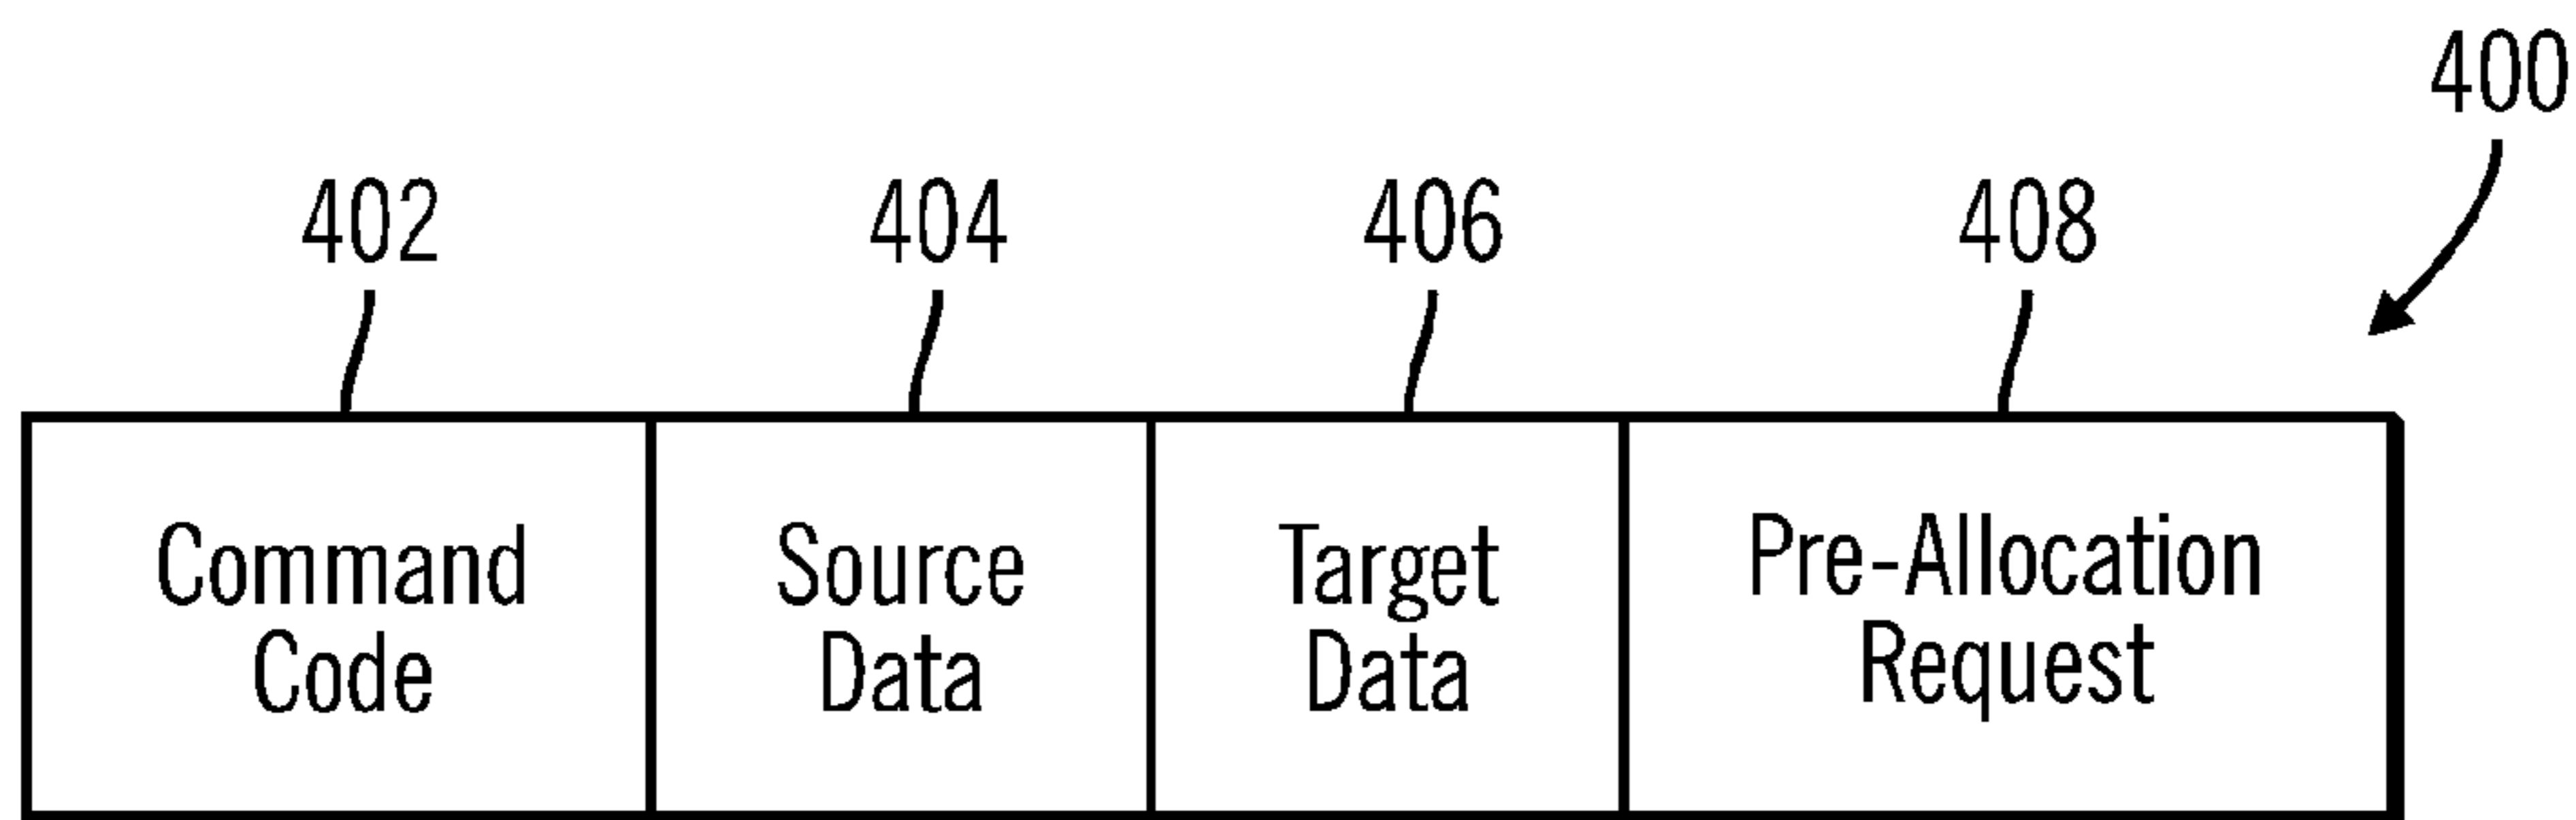 400
402
404
406
408
Command
Code
Source
Data
Target
Data
Pre-Allocation
Request